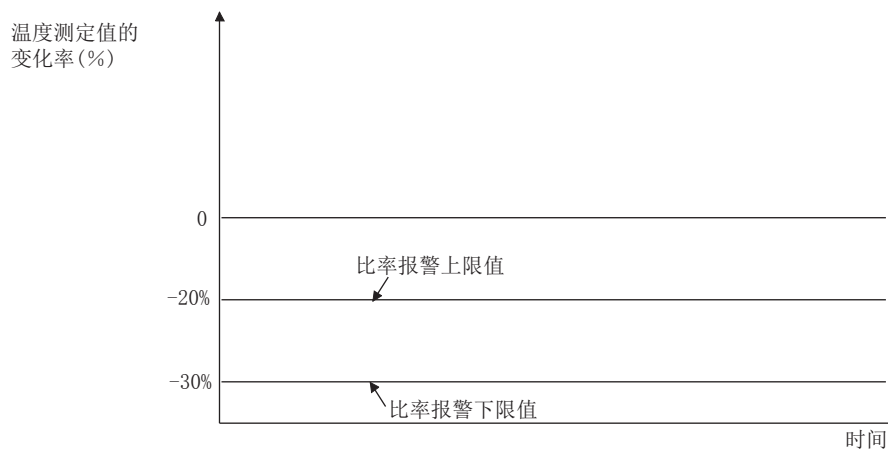 温度测定值的
变化率(%)
0
比率报警上限值
-20%
-30%
比率报警下限值
时间